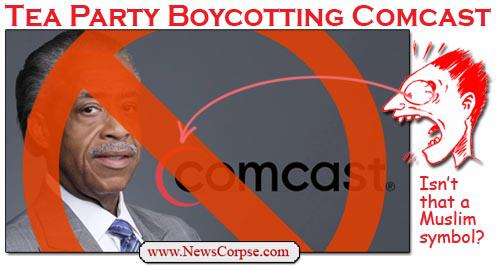 TEA PARTY BOYCOTTING COMCAST
comcast®
Isn't
that a
Muslim
symbol?
www.NewsCorpse.com